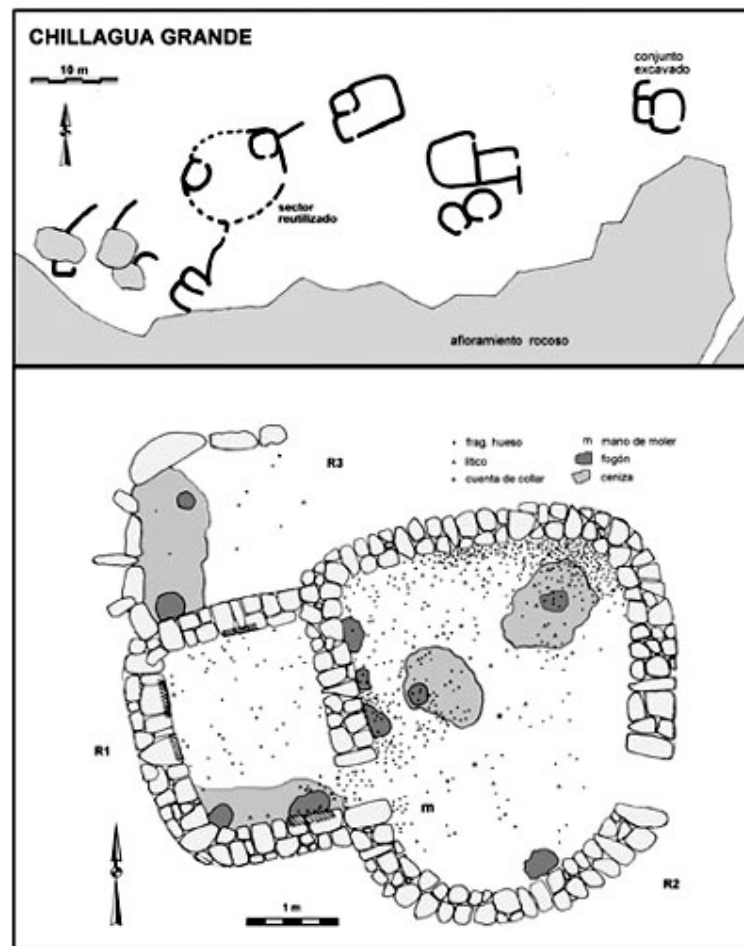 CHILLAGUA GRANDE
10 m
conjunto
excavado
sector
reutilizado
afloramiento rocoso
R3
frag. hueso
lítico
cuenta de collar
m mano de moler
fogón
ceniza
R1
m
R2
1 m